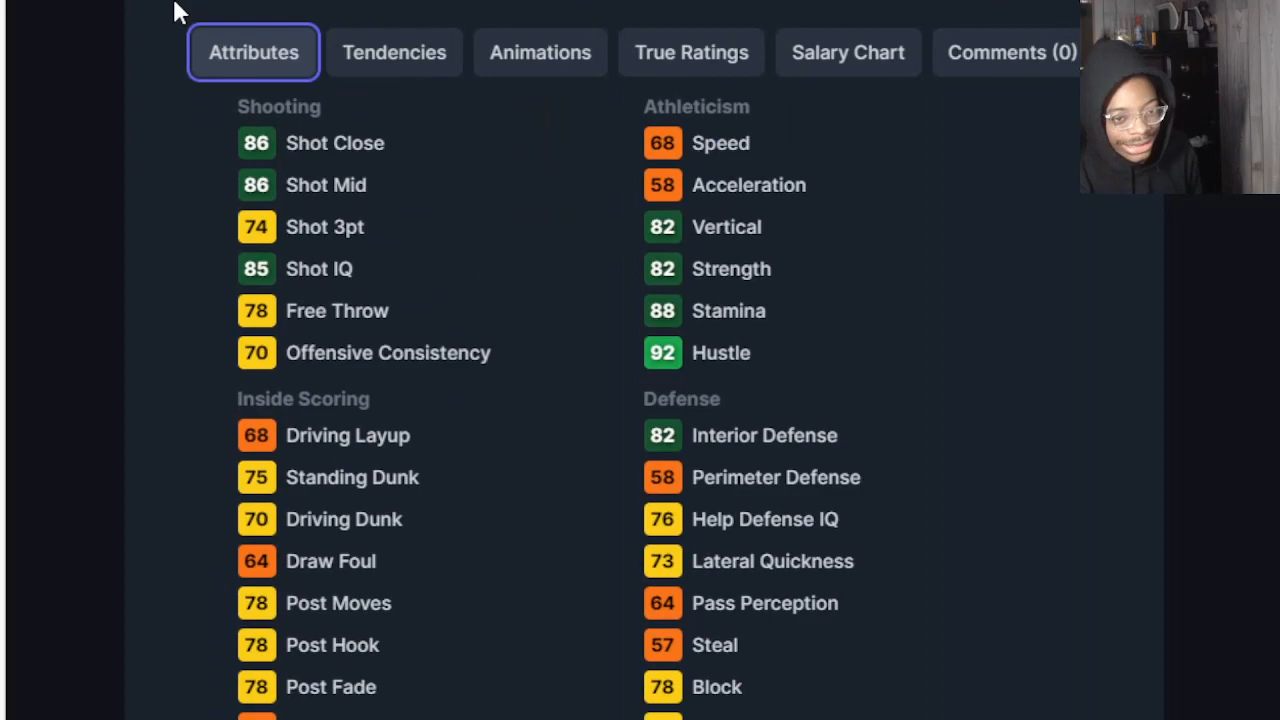 Attributes Tendencies Animations True Ratings Salary Chart Comments (0)
Shooting
86 Shot Close
86 Shot Mid
74 Shot 3pt
85 Shot IQ
78 Free Throw
70 Offensive Consistency
Inside Scoring
68 Driving Layup
75 Standing Dunk
70 Driving Dunk
64 Draw Foul
78 Post Moves
78 Post Hook
78 Post Fade
Athleticism
68 Speed
58 Acceleration
82 Vertical
82 Strength
88 Stamina
92 Hustle
Defense
82 Interior Defense
58 Perimeter Defense
76 Help Defense IQ
73 Lateral Quickness
64 Pass Perception
57 Steal
78 Block